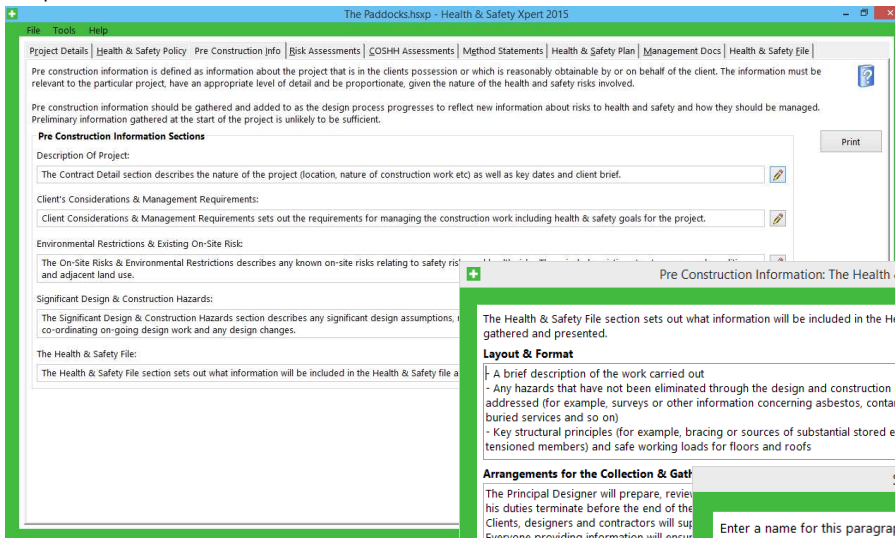 The Paddocks.hsxp - Health & Safety Xpert 2015
File Tools Help
Project Details Health & Safety Policy Pre Construction Info Risk Assessments COSHH Assessments Method Statements Health & Safety Plan Management Docs Health & Safety File
Pre construction information is defined as information about the project that is in the clients possession or which is reasonably obtainable by or on behalf of the client. The information must be
relevant to the particular project, have an appropriate level of detail and be proportionate, given the nature of the health and safety risks involved.
Pre construction information should be gathered and added to as the design process progresses to reflect new information about risks to health and safety and how they should be managed.
Preliminary information gathered at the start of the project is unlikely to be sufficient.
Pre Construction Information Sections
Print
Description Of Project:
The Contract Detail section describes the nature of the project (location, nature of construction work etc) as well as key dates and client brief.
Client's Considerations & Management Requirements:
Client Considerations & Management Requirements sets out the requirements for managing the construction work including health & safety goals for the project.
Environmental Restrictions & Existing On-Site Risk:
The On-Site Risks & Environmental Restrictions describes any known on-site risks relating to safety
and adjacent land use.
Significant Design & Construction Hazards:
The Significant Design & Construction Hazards section describes any significant design assumptions,
co-ordinating on-going design work and any design changes.
The Health & Safety File:
The Health & Safety File section sets out what information will be included in the Health & Safety file a
Pre Construction Information: The Health &
The Health & Safety File section sets out what information will be included in the He
gathered and presented.
Layout & Format
- A brief description of the work carried out
- Any hazards that have not been eliminated through the design and construction
addressed (for example, surveys or other information concerning asbestos, conta
buried services and so on)
- Key structural principles (for example, bracing or sources of substantial stored e
tensioned members) and safe working loads for floors and roofs
Arrangements for the Collection & Gath
The Principal Designer will prepare, review
his duties terminate before the end of the
Clients, designers and contractors will sup
Everyone providing information will ensur
Enter a name for this paragrap